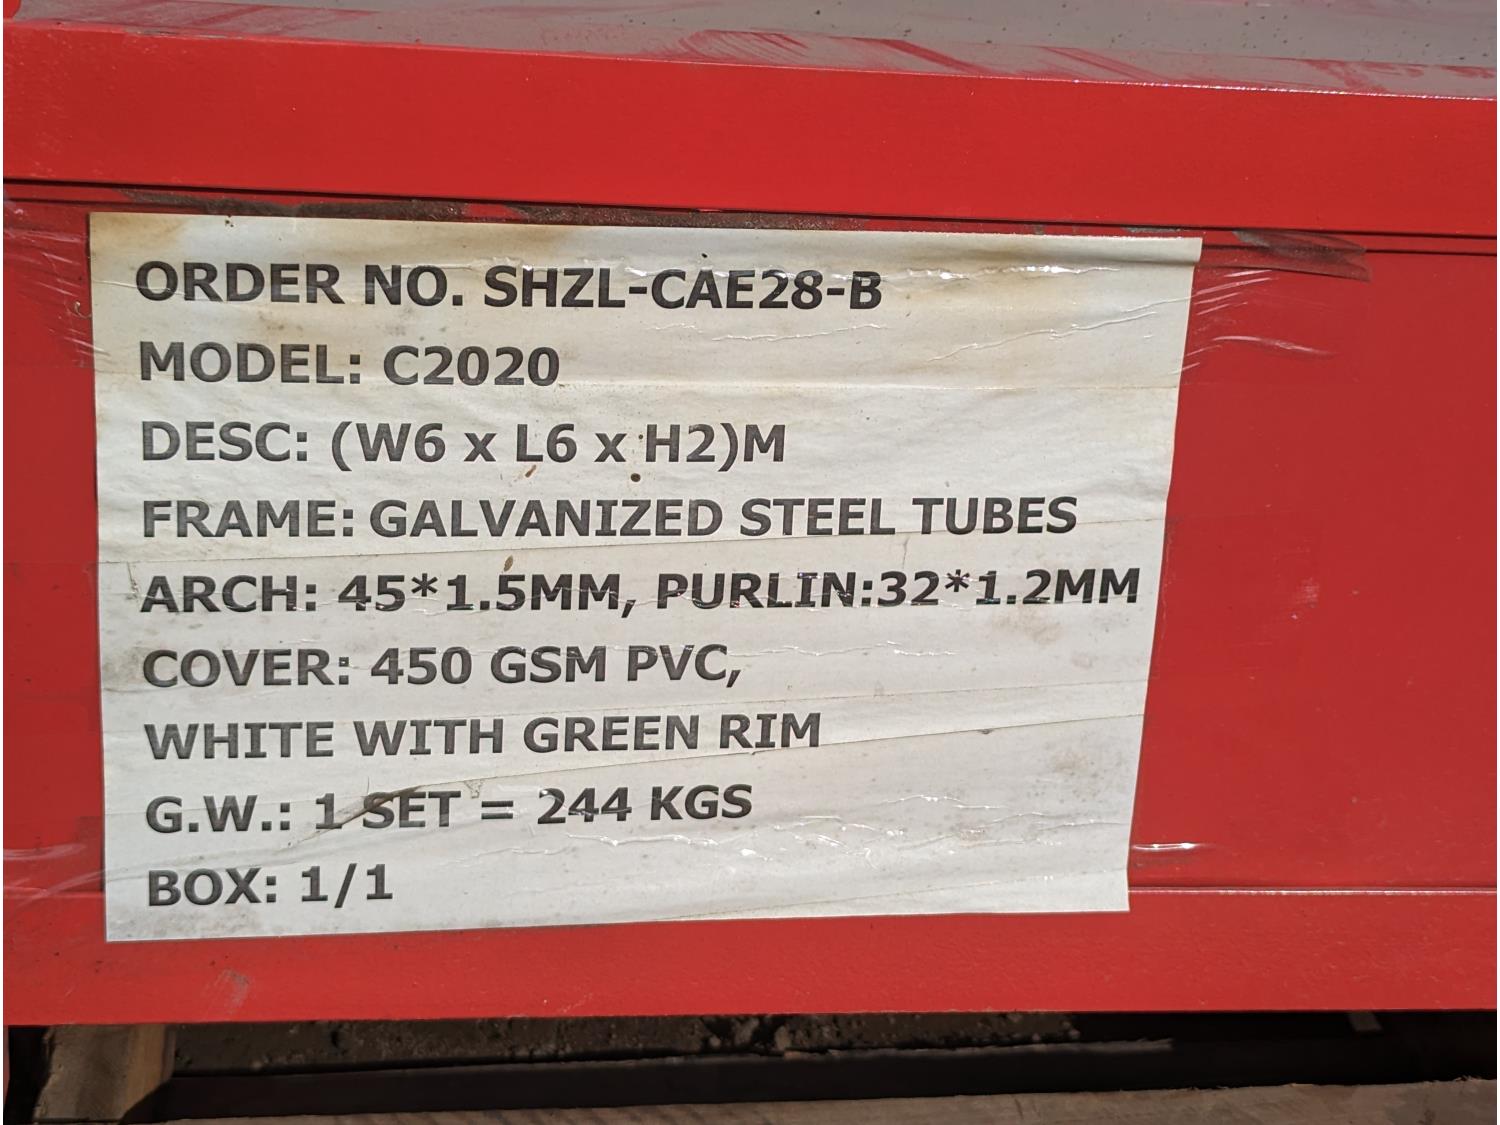 ORDER NO. SHZL-CAE28-B
MODEL: C2020
DESC: (W6 x L6 x H2)M
FRAME: GALVANIZED STEEL TUBES
ARCH: 45*1.5MM, PURLIN:32*1.2MM
COVER: 450 GSM PVC,
WHITE WITH GREEN RIM
G.W.: 1 SET = 244 KGS
BOX: 1/1